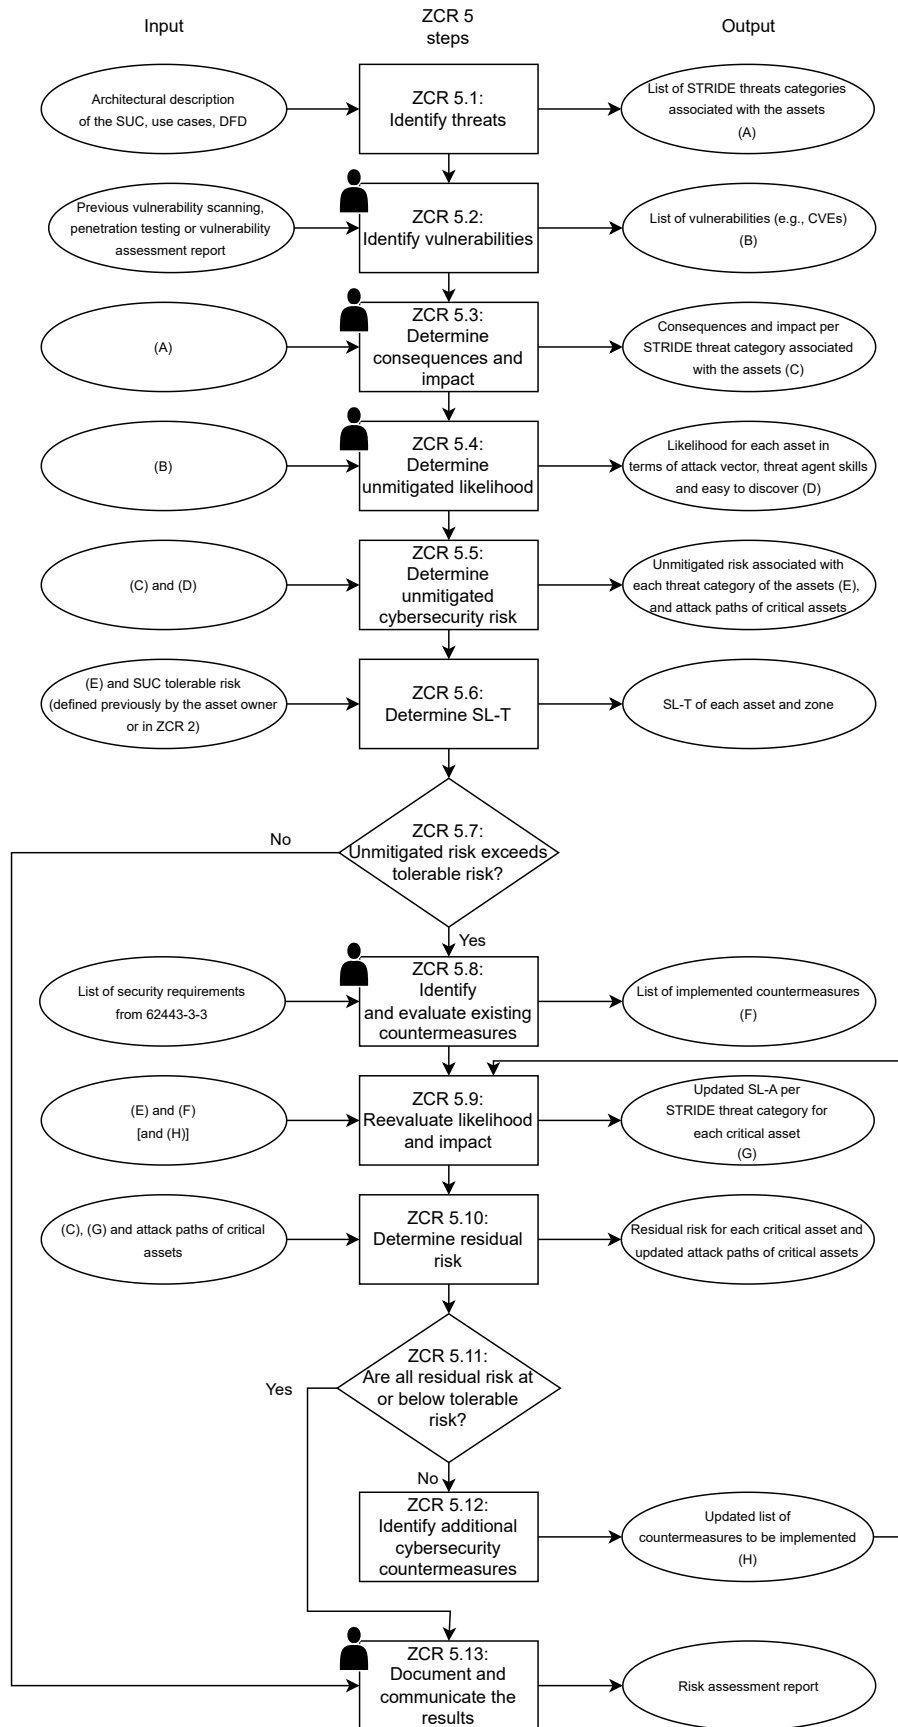 Input
ZCR 5
steps
Output
Architectural description
of the SUC, use cases, DFD
ZCR 5.1:
Identify threats
List of STRIDE threats categories
associated with the assets
(A)
Previous vulnerability scanning,
penetration testing or vulnerability
assessment report
ZCR 5.2:
Identify vulnerabilities
List of vulnerabilities (e.g., CVEs)
(B)
(A)
ZCR 5.3:
Determine
consequences and
impact
Consequences and impact per
STRIDE threat category associated
with the assets (C)
(B)
ZCR 5.4:
Determine
unmitigated likelihood
Likelihood for each asset in
terms of attack vector, threat agent skills
and easy to discover (D)
(C) and (D)
ZCR 5.5:
Determine
unmitigated
cybersecurity risk
Unmitigated risk associated with
each threat category of the assets (E),
and attack paths of critical assets
(E) and SUC tolerable risk
(defined previously by the asset owner
or in ZCR 2)
ZCR 5.6:
Determine SL-T
SL-T of each asset and zone
ZCR 5.7:
Unmitigated risk exceeds
tolerable risk?
No
Yes
List of security requirements
from 62443-3-3
ZCR 5.8:
Identify
and evaluate existing
countermeasures
List of implemented countermeasures
(F)
(E) and (F)
[and (H)]
ZCR 5.9:
Reevaluate likelihood
and impact
Updated SL-A per
STRIDE threat category for
each critical asset
(G)
(C), (G) and attack paths of critical
assets
ZCR 5.10:
Determine residual
risk
Residual risk for each critical asset and
updated attack paths of critical assets
ZCR 5.11:
Are all residual risk at
or below tolerable
risk?
Yes
No
ZCR 5.12:
Identify additional
cybersecurity
countermeasures
Updated list of
countermeasures to be implemented
(H)
ZCR 5.13:
Document and
communicate the
results
Risk assessment report